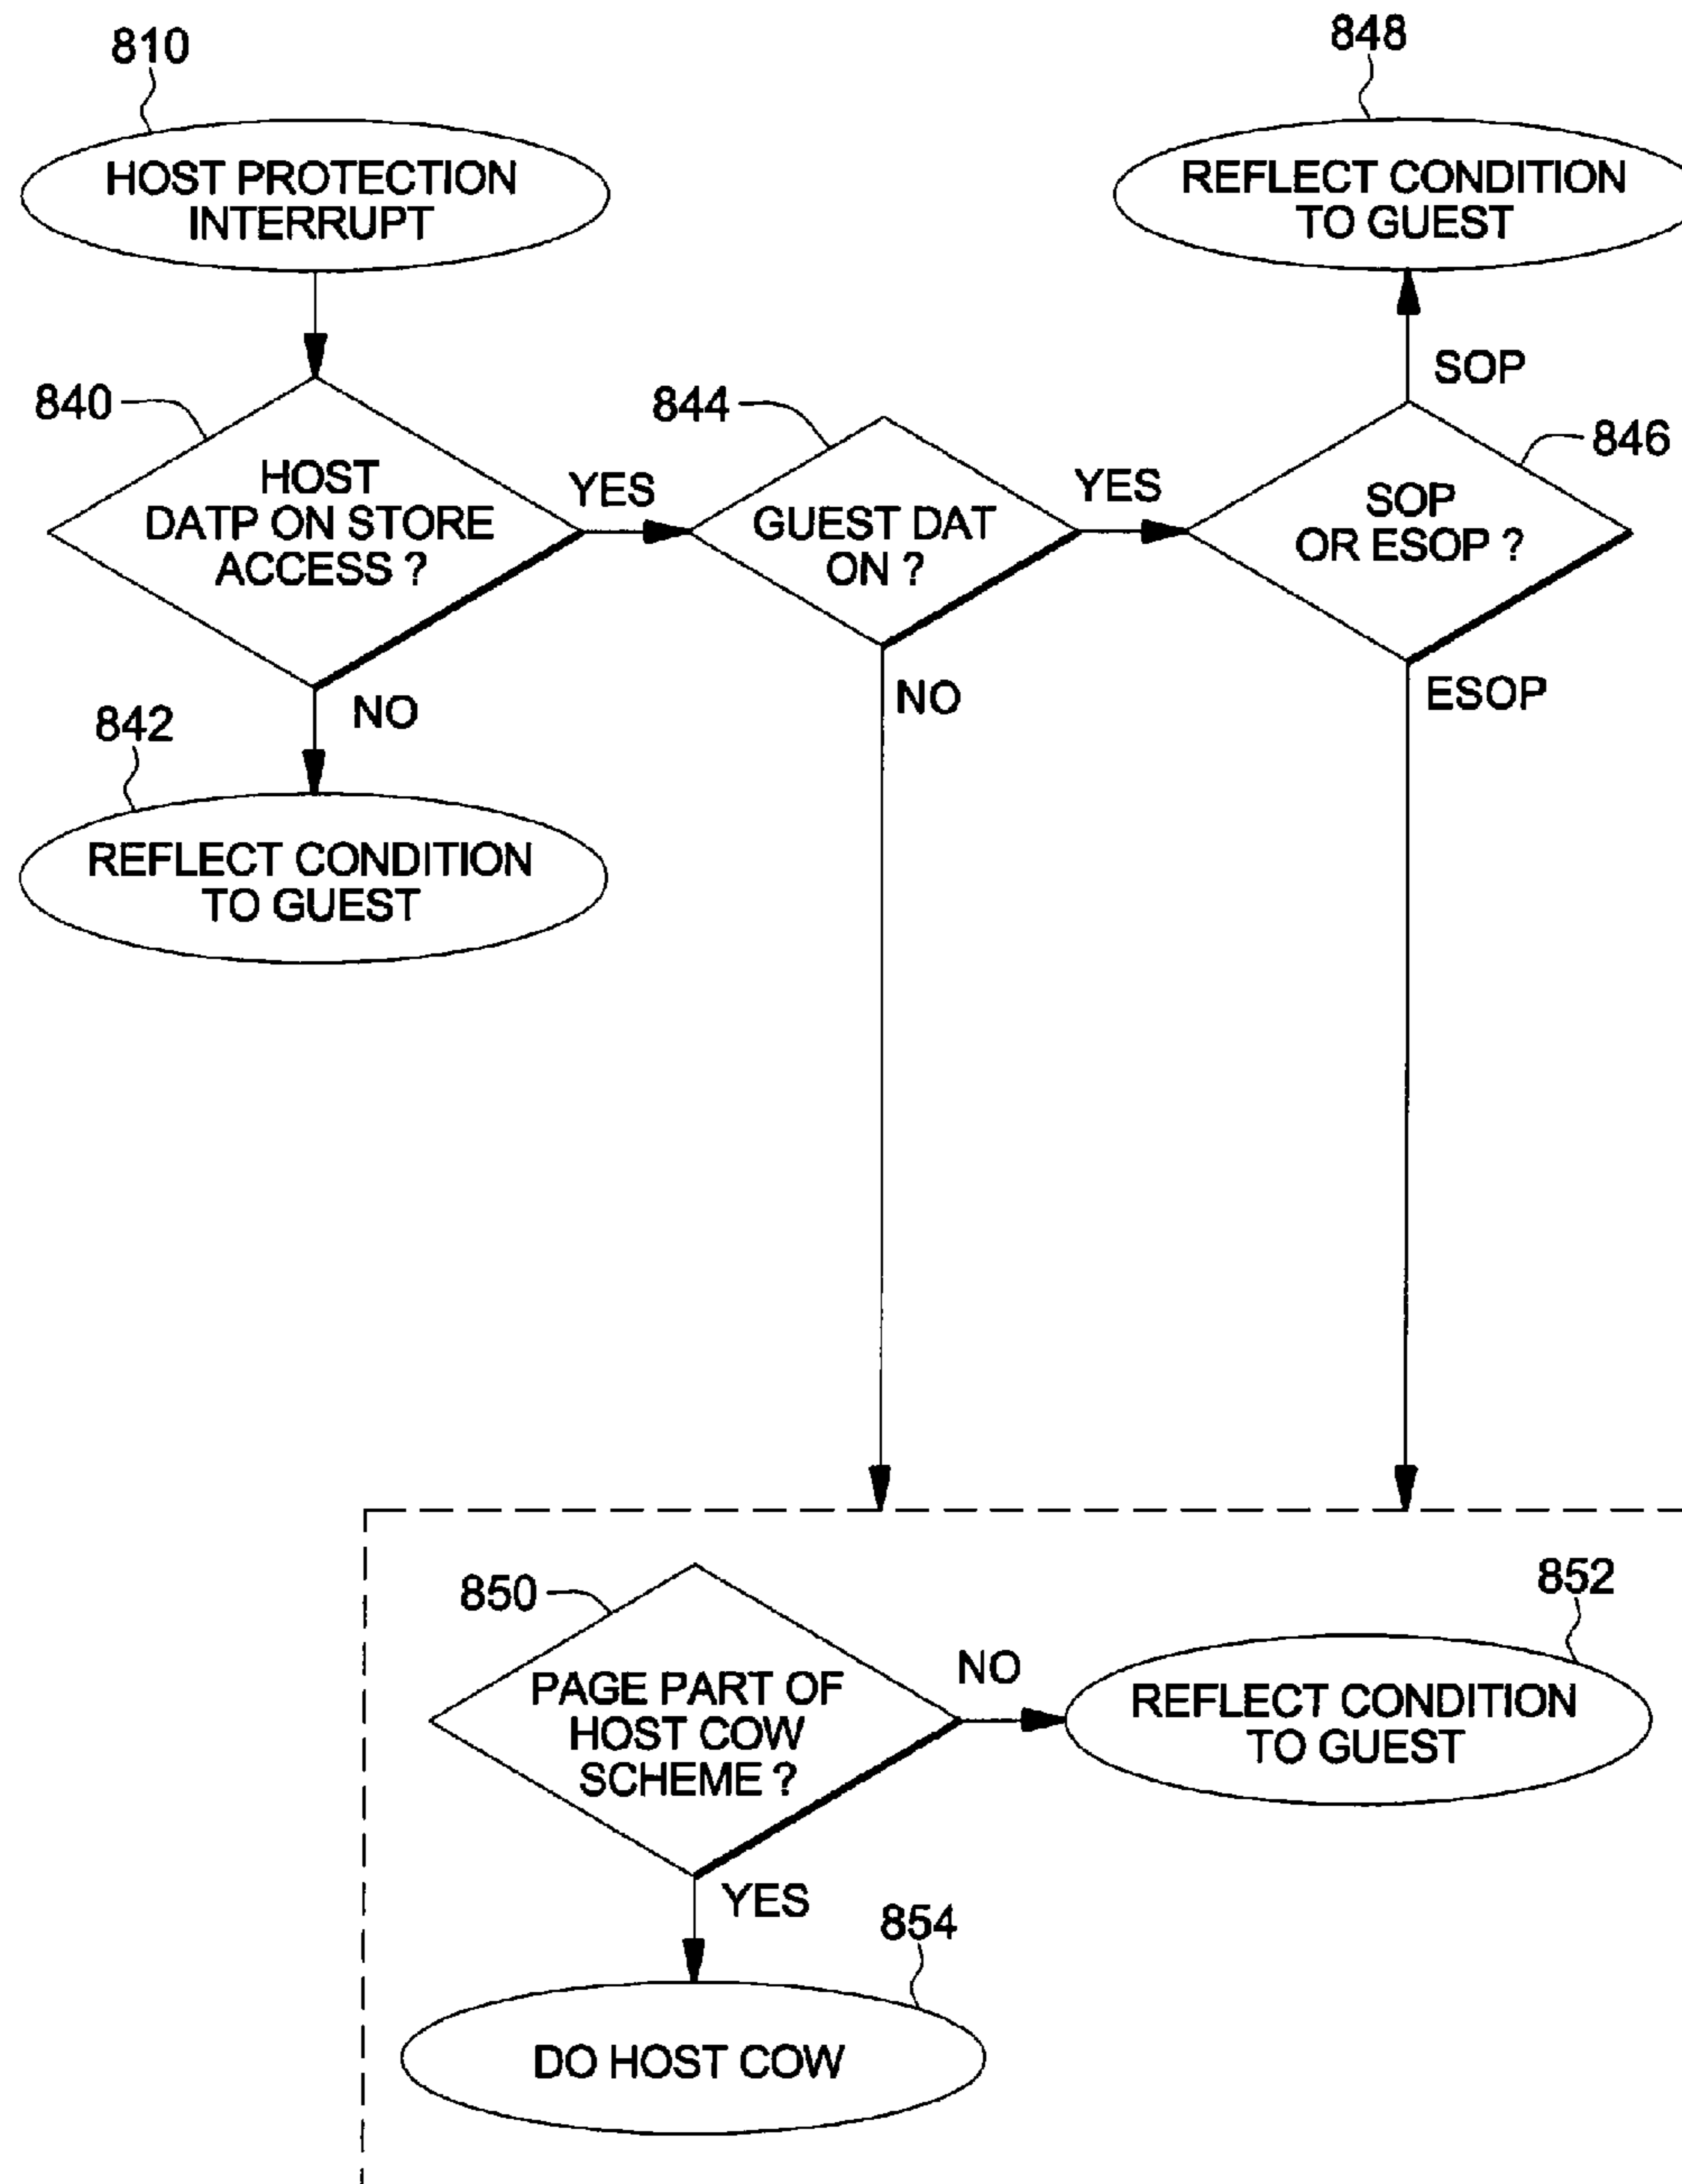 810
HOST PROTECTION
INTERRUPT
848
REFLECT CONDITION
TO GUEST
SOP
840
HOST
DATP ON STORE
ACCESS ?
YES
NO
844
GUEST DAT
ON ?
YES
NO
846
SOP
OR ESOP ?
ESOP
842
REFLECT CONDITION
TO GUEST
850
PAGE PART OF
HOST COW
SCHEME ?
NO
852
REFLECT CONDITION
TO GUEST
YES
854
DO HOST COW